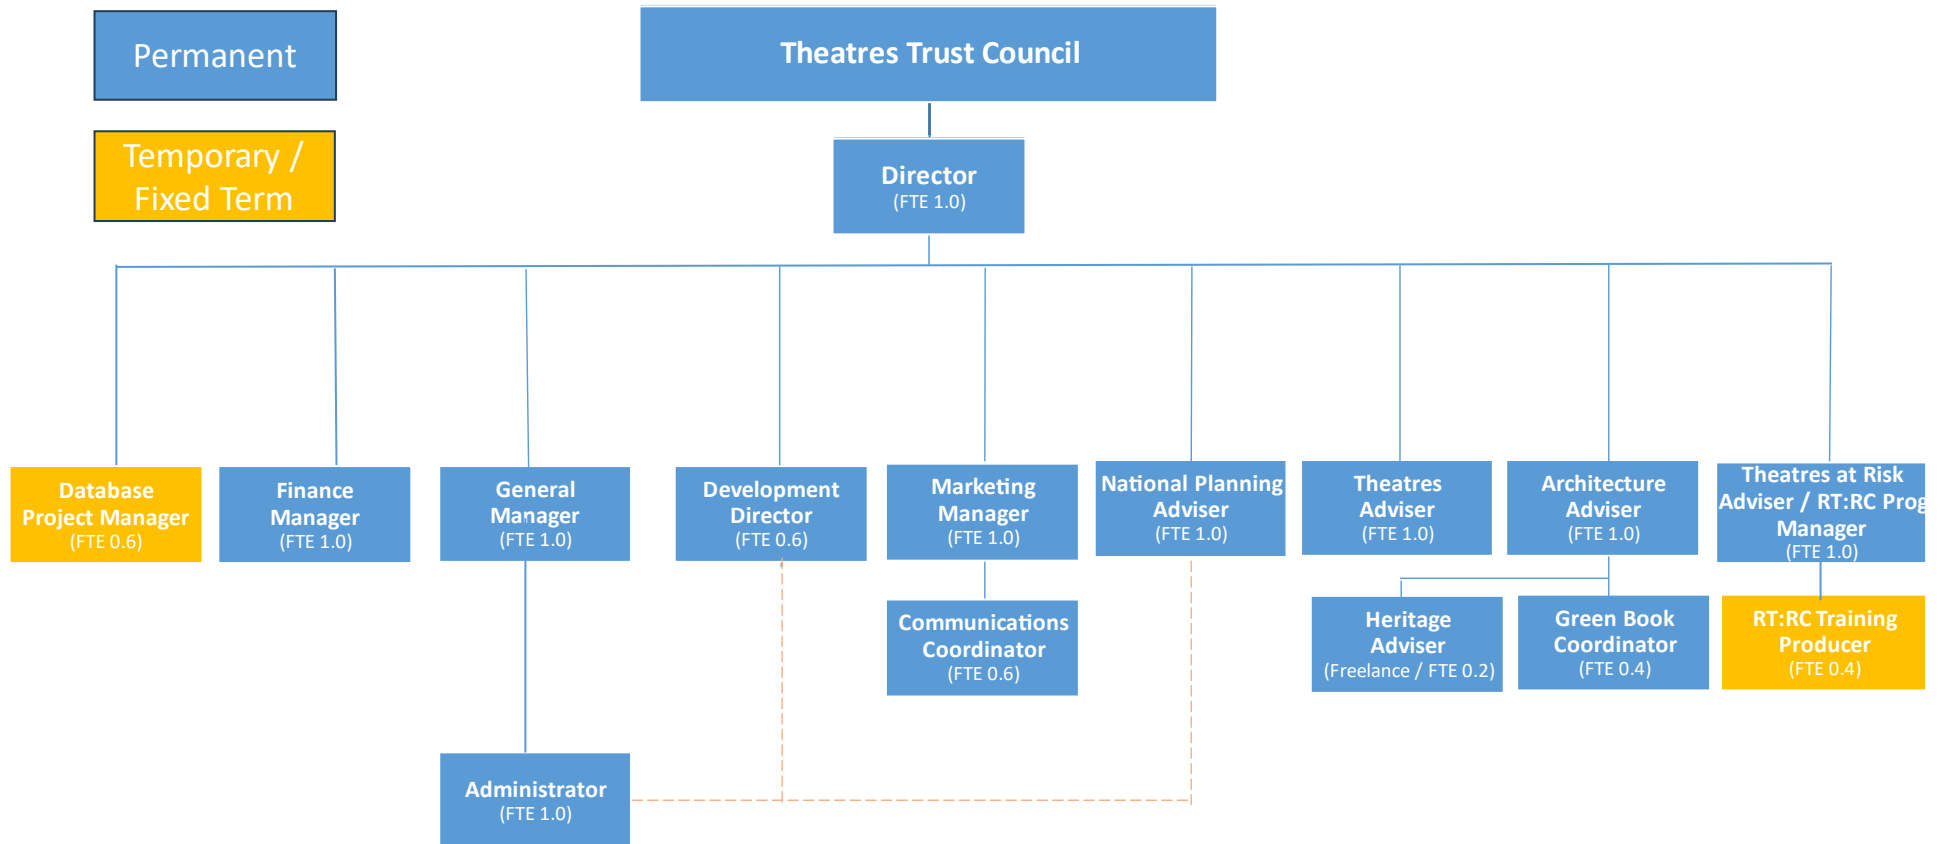 Permanent
Temporary /
Fixed Term
Theatres Trust Council
Director
(FTE 1.0)
Database
Project Manager
(FTE 0.6)
Finance
Manager
(FTE 1.0)
General
Manager
(FTE 1.0)
Development
Director
(FTE 0.6)
Marketing
Manager
(FTE 1.0)
National Planning
Adviser
(FTE 1.0)
Theatres
Adviser
(FTE 1.0)
Architecture
Adviser
(FTE 1.0)
Theatres at Risk
Adviser / RT:RC Prog
Manager
(FTE 1.0)
Communications
Coordinator
(FTE 0.6)
Heritage
Adviser
(Freelance / FTE 0.2)
Green Book
Coordinator
(FTE 0.4)
RT:RC Training
Producer
(FTE 0.4)
Administrator
(FTE 1.0)